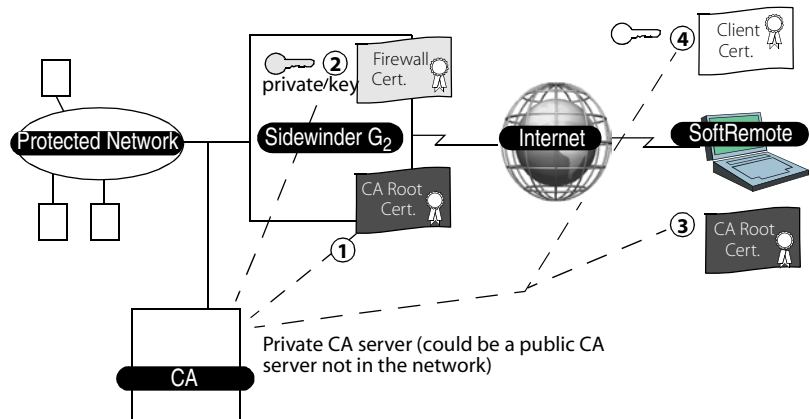 ④
Client
Cert.
②
Firewall
Cert.
private/key
Protected Network
Sidewinder G2
Internet
SoftRemote
CA Root
Cert.
①
③
CA Root
Cert.
Private CA server (could be a public CA
server not in the network)
CA